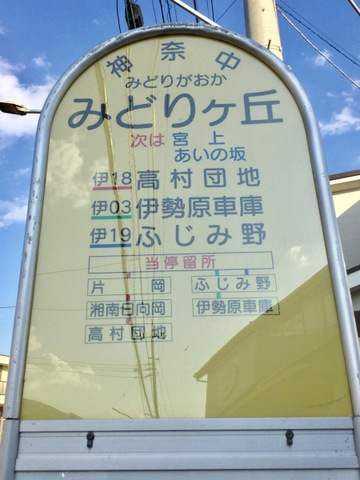 神奈中
みどりがおか
みどりヶ丘
次は 宮上
あいの坂
伊18 高村団地
伊03 伊勢原車庫
伊19 ふじみ野
当停留所
片岡 ふじみ野
湘南日向岡 伊勢原車庫
高村団地